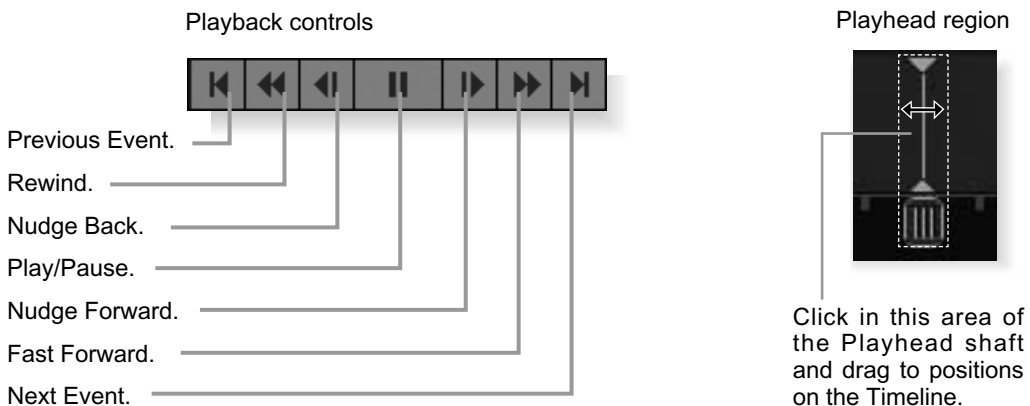 Playback controls
Previous Event.
Rewind.
Nudge Back.
Play/Pause.
Nudge Forward.
Fast Forward.
Next Event.
Playhead region
Click in this area of
the Playhead shaft
and drag to positions
on the Timeline.